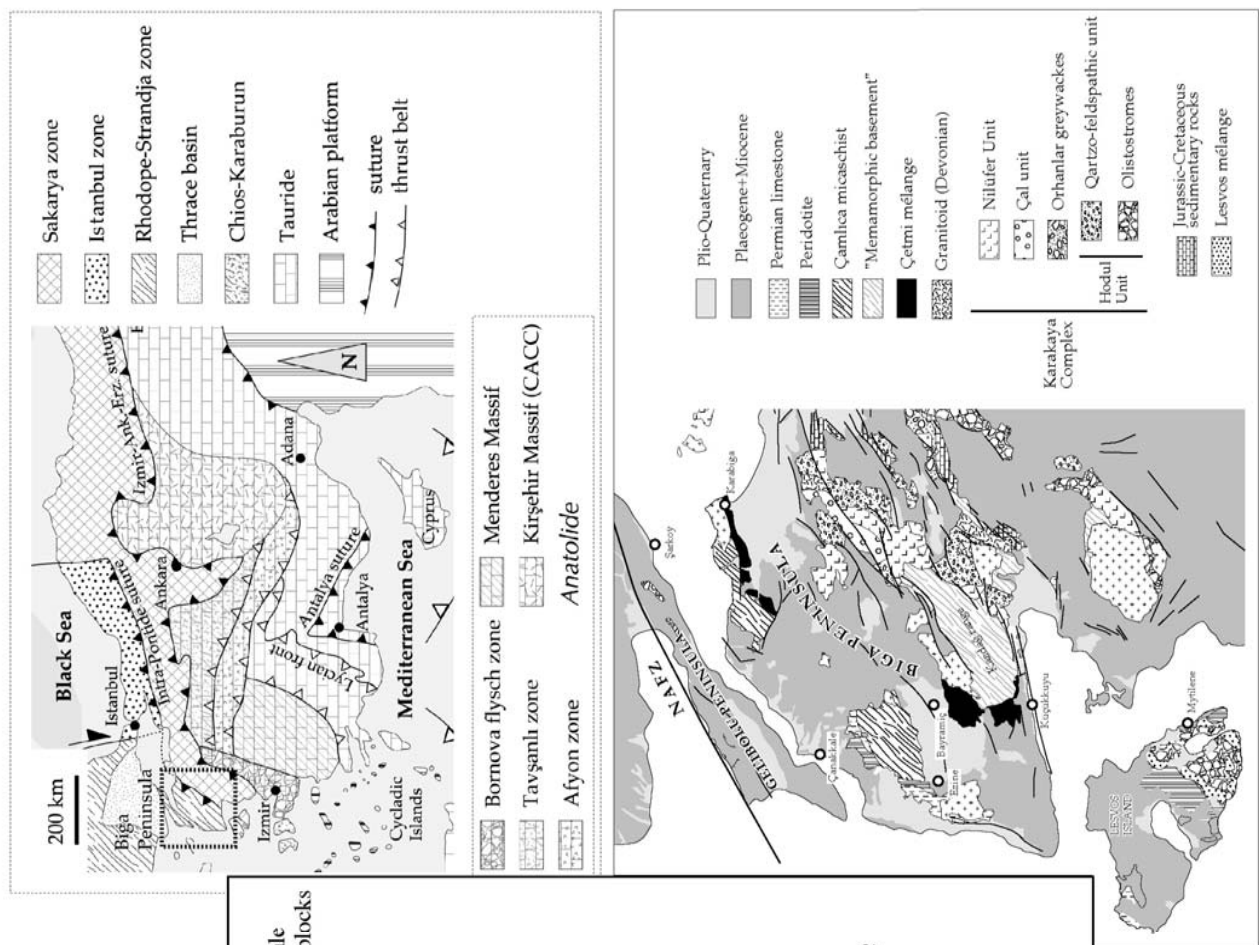 Sakarya zone
Istanbul zone
Rhodope-Strandja zone
Thrace basin
Chios-Karaburun
Tauride
Arabian platform
suture
thrust belt
200 km
Black Sea
Istanbul
Biga
Peninsula
Intra-Pontide suture
Izmir-Ank.-Erz. suture
Ankara
Izmir
Cycladic
Islands
Lycian front
Antalya suture
Antalya
Adana
Cyprus
Mediterranean Sea
N
Bornova flysch zone
Tavşanlı zone
Afyon zone
Menderes Massif
Kirşehir Massif (CACC)
Anatolide
Plio-Quaternary
Plaeogene+Miocene
Permian limestone
Peridotite
Çamlıca micaschist
"Memamorphic basement"
Çetmi mélange
Granitoid (Devonian)
Karakaya
Complex
Nilüfer Unit
Çal unit
Orhanlar greywackes
Hodul
Unit
Qartzo-feldspathic unit
Olistostromes
Jurassic-Cretaceous
sedimentary rocks
Lesvos mélange
NAFZ
GELIBOLU PENINSULA
Şarkoy
Karabiga
BIGA PENINSULA
Çanakkale
Ezine
Bayramiç
Kuçukkuyu
Mytilene
LESVOS
ISLAND
blocks